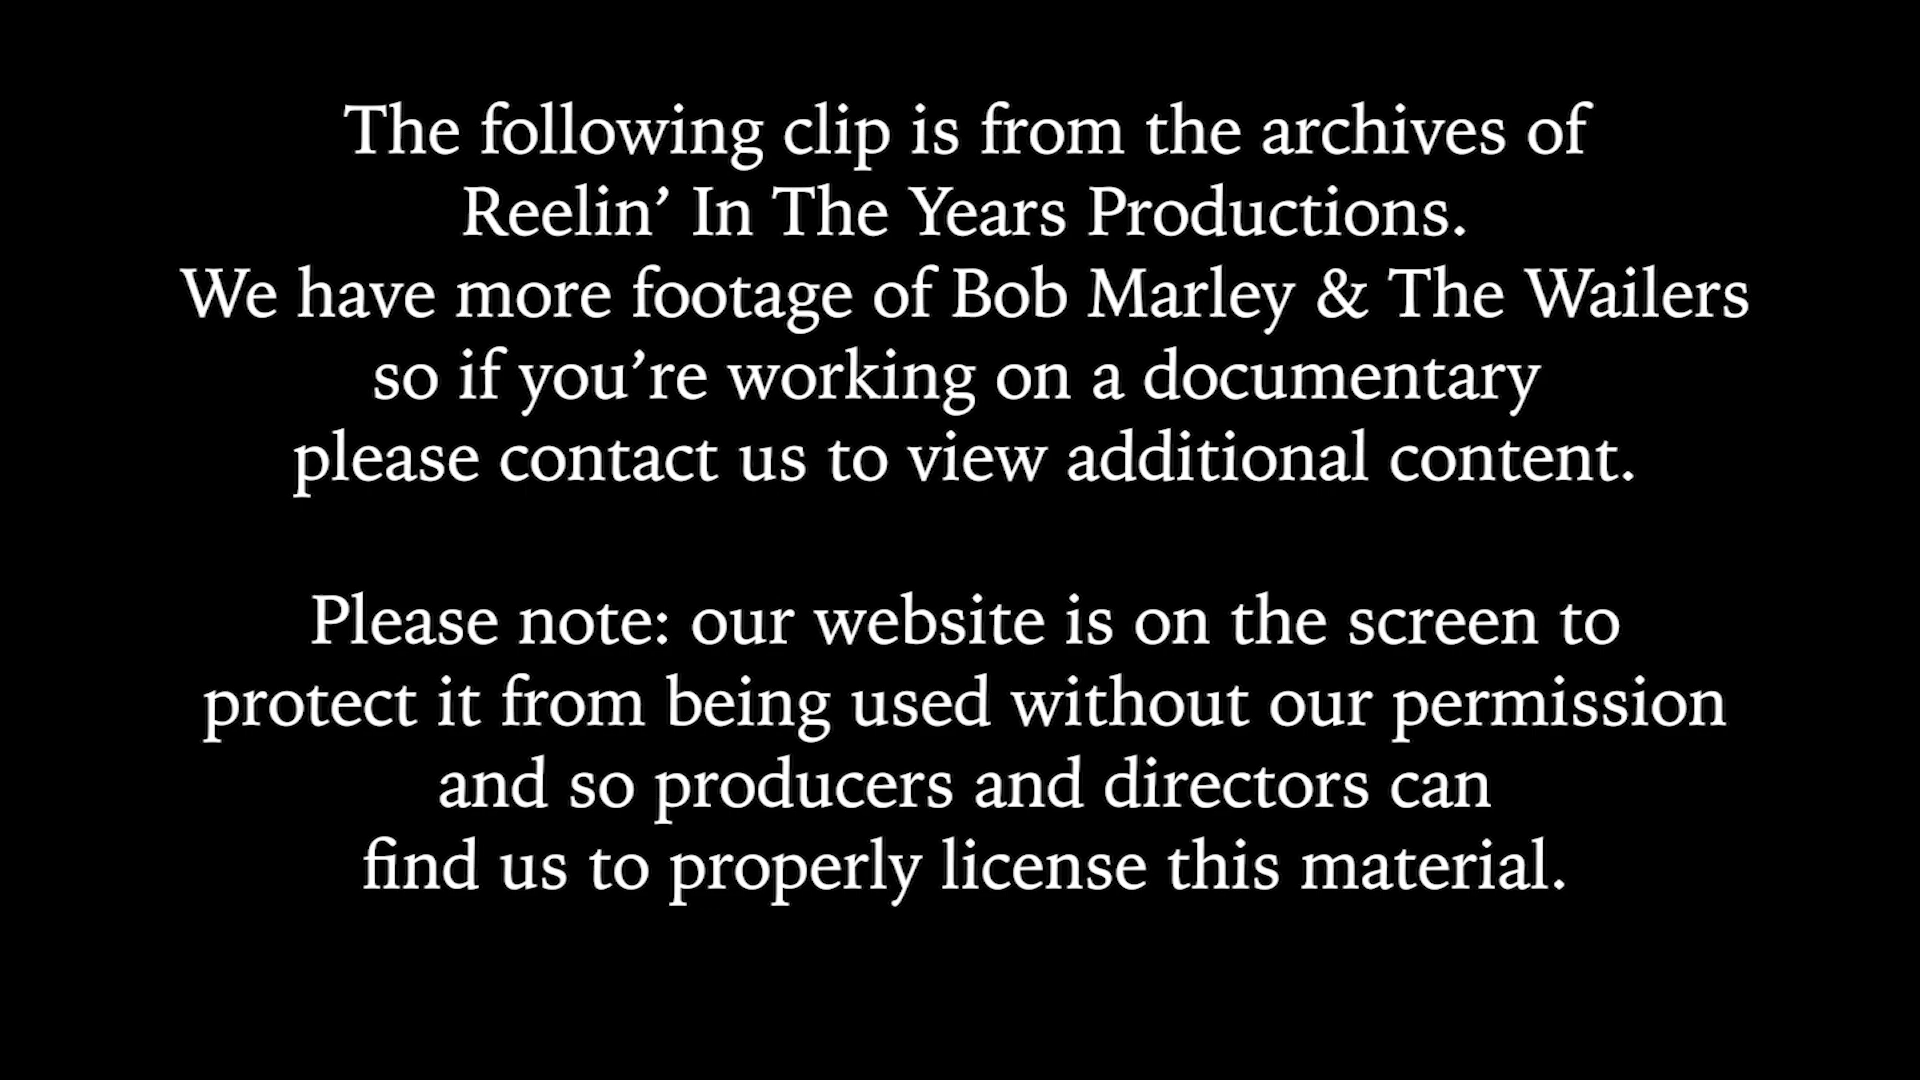 The following clip is from the archives of
Reelin’ In The Years Productions.
We have more footage of Bob Marley & The Wailers
so if you’re working on a documentary
please contact us to view additional content.
Please note: our website is on the screen to
protect it from being used without our permission
and so producers and directors can
find us to properly license this material.